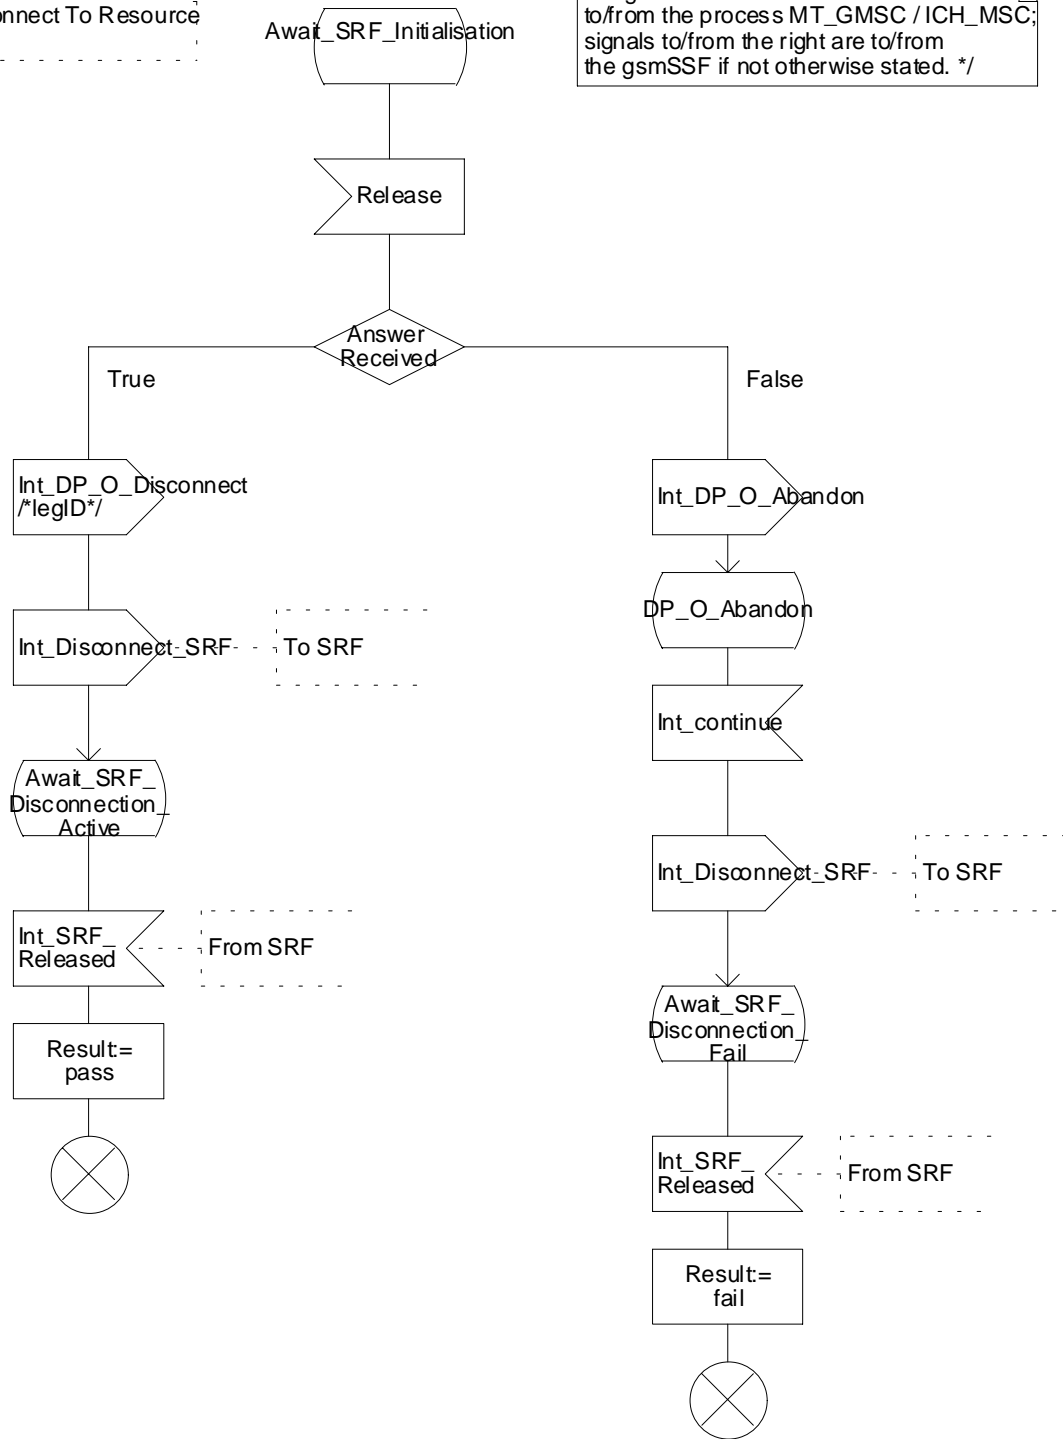 nnect To Resource
Await_SRF_Initialisation
to/from the process MT_GMSC / ICH_MSC;
signals to/from the right are to/from
the gsmSSF if not otherwise stated. */
Release
Answer
Received
True
False
Int_DP_O_Disconnect
/*legID*/
Int_DP_O_Abandon
DP_O_Abandon
Int_Disconnect_SRF
To SRF
Int_continue
Await_SRF_
Disconnection_
Active
Int_Disconnect_SRF
To SRF
Int_SRF_
Released
From SRF
Await_SRF_
Disconnection_
Fail
Result:=
pass
Int_SRF_
Released
From SRF
Result:=
fail